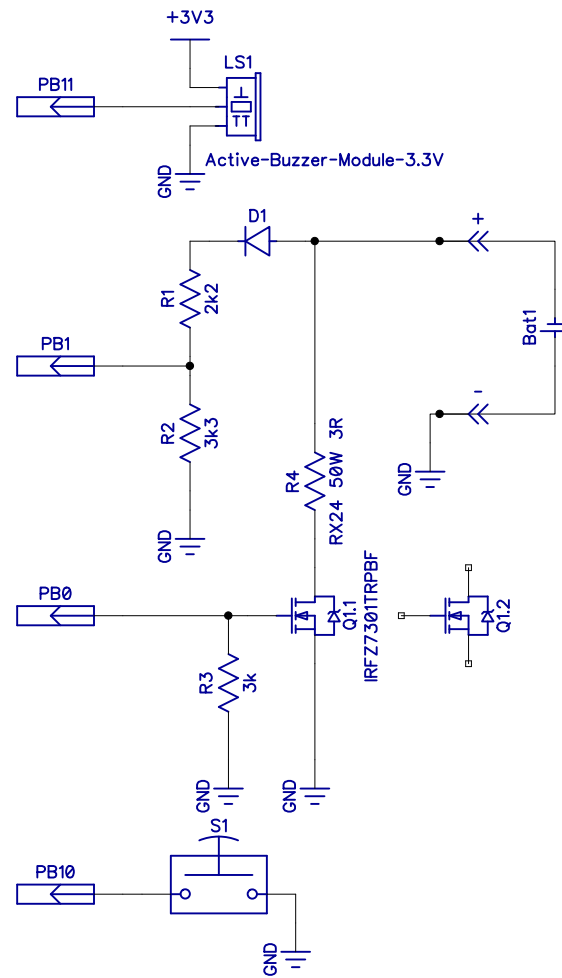 +3V3
LS1
PB11
GND
Active-Buzzer-Module-3.3V
D1
+
R1
2k2
PB1
Bat1
-
R2
3k3
GND
R4
RX24 50W 3R
GND
PB0
Q1.1
IRFZ7301TRPBF
Q1.2
R3
3k
GND
GND
S1
PB10
GND